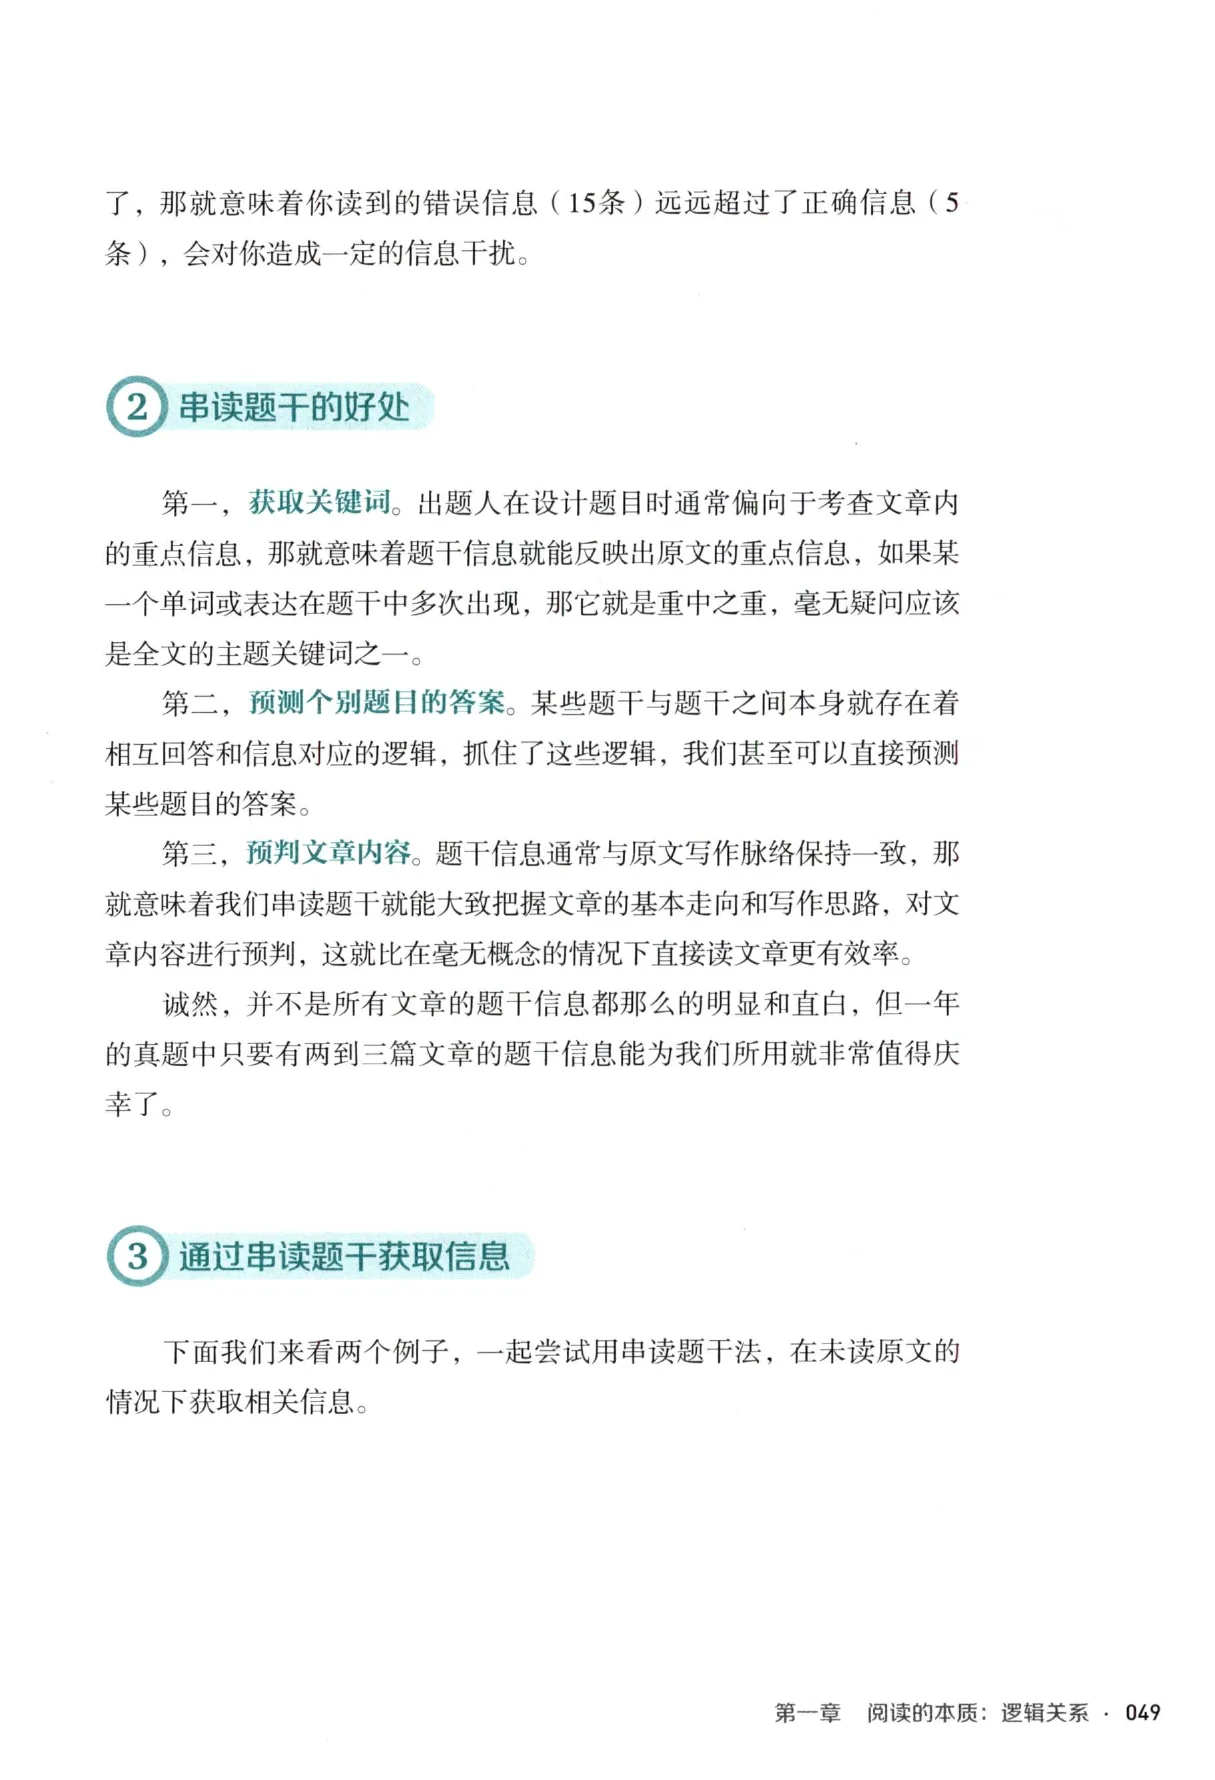 了，那就意味着你读到的错误信息（15条）远远超过了正确信息（5
条），会对你造成一定的信息干扰。
2 串读题干的好处
第一，获取关键词。出题人在设计题目时通常偏向于考查文章内
的重点信息，那就意味着题干信息就能反映出原文的重点信息，如果某
一个单词或表达在题干中多次出现，那它就是重中之重，毫无疑问应该
是全文的主题关键词之一。
第二，预测个别题目的答案。某些题干与题干之间本身就存在着
相互回答和信息对应的逻辑，抓住了这些逻辑，我们甚至可以直接预测
某些题目的答案。
第三，预判文章内容。题干信息通常与原文写作脉络保持一致，那
就意味着我们串读题干就能大致把握文章的基本走向和写作思路，对文
章内容进行预判，这就比在毫无概念的情况下直接读文章更有效率。
诚然，并不是所有文章的题干信息都那么的明显和直白，但一年
的真题中只要有两到三篇文章的题干信息能为我们所用就非常值得庆
幸了。
3 通过串读题干获取信息
下面我们来看两个例子，一起尝试用串读题干法，在未读原文的
情况下获取相关信息。
第一章 阅读的本质：逻辑关系 · 049